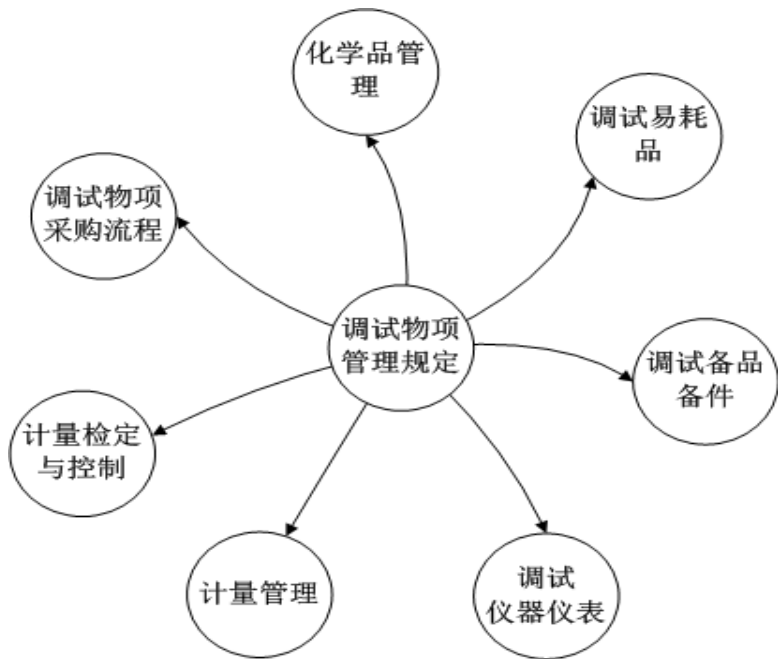 化学品管
理
调试易耗
品
调试物项
采购流程
调试物项
管理规定
调试备品
备件
计量检定
与控制
计量管理
调试
仪器仪表